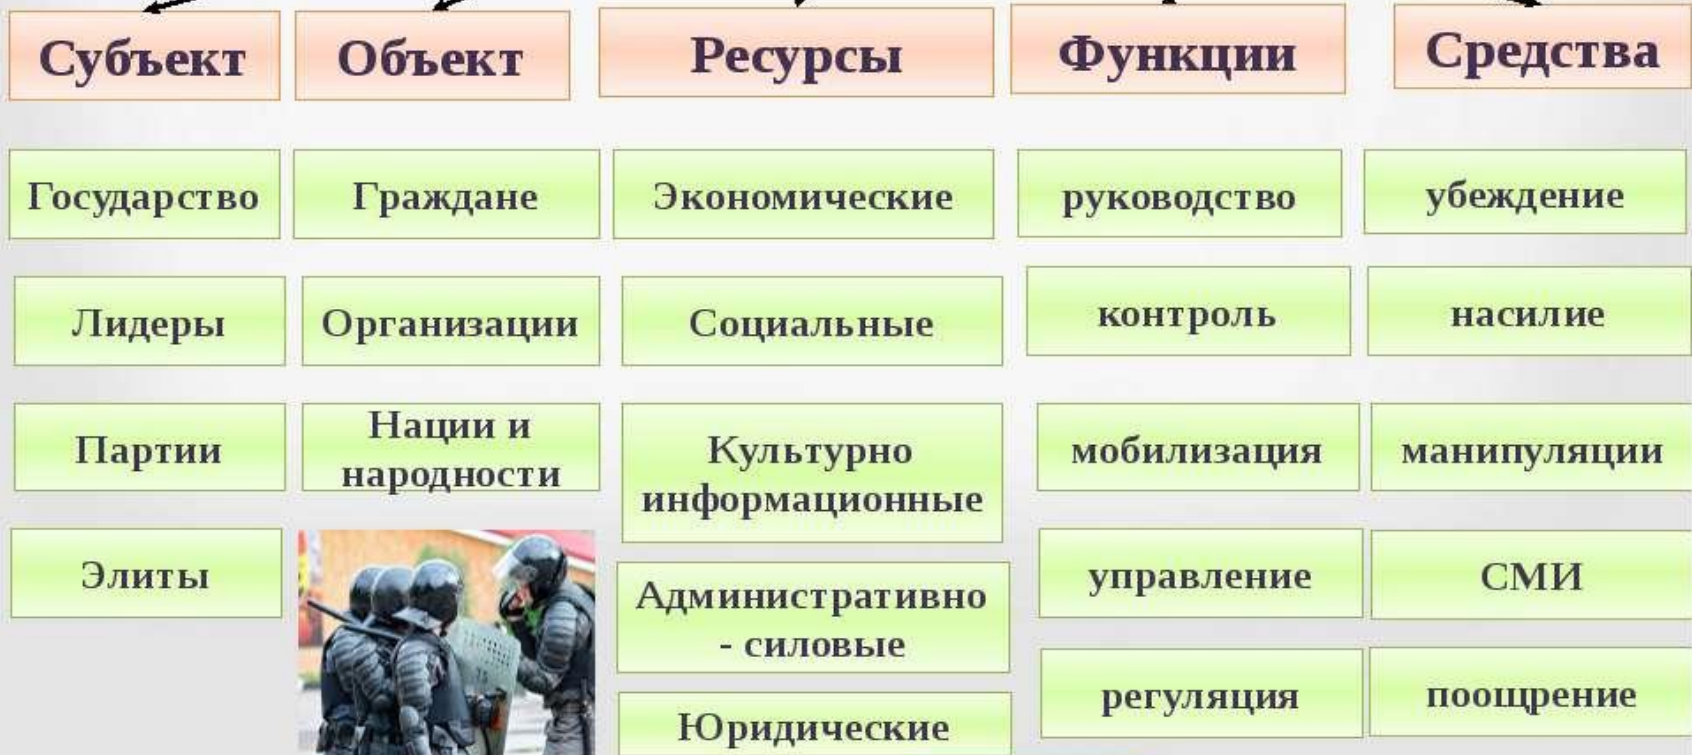 Субъект
Объект
Ресурсы
Функции
Средства
Государство
Граждане
Экономические
руководство
убеждение
Лидеры
Организации
Социальные
контроль
насилие
Партии
Нации и
народности
Культурно
информационные
мобилизация
манипуляции
Элиты
Административно
- силовые
управление
СМИ
Юридические
регуляция
поощрение